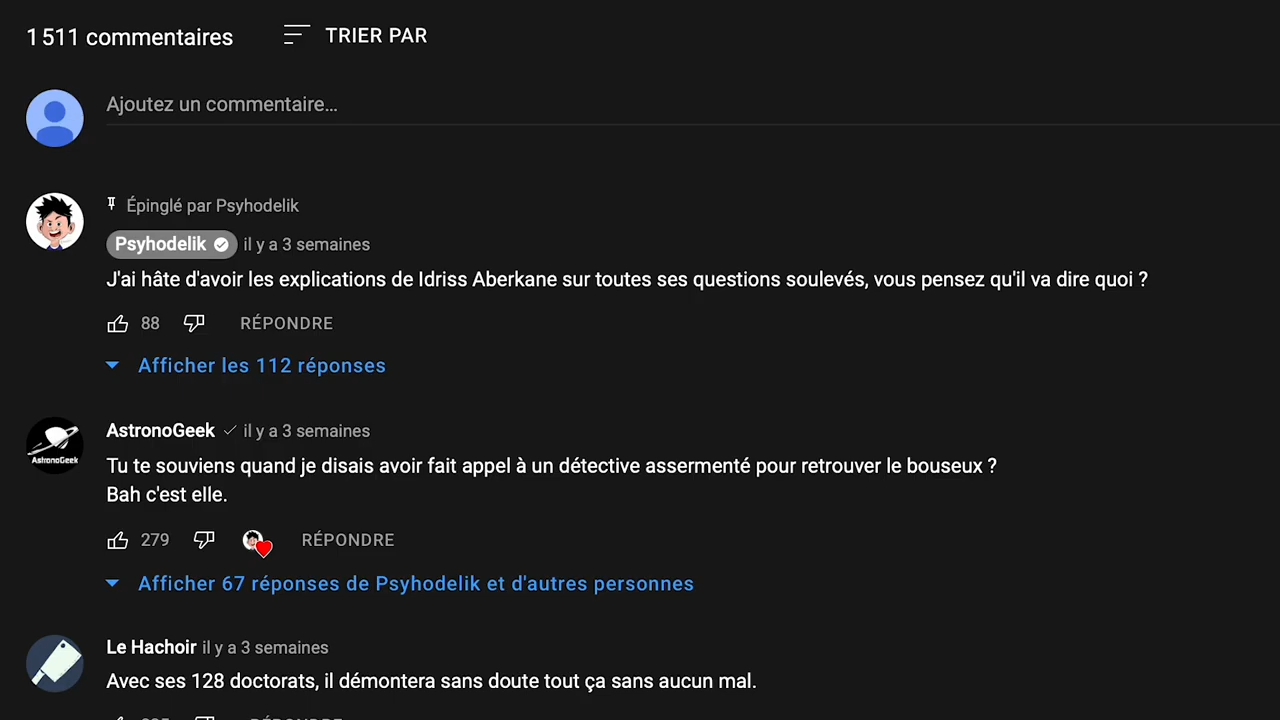 1 511 commentaires
TRIER PAR
Ajoutez un commentaire...
Épinglé par Psyhodelik
Psyhodelik il y a 3 semaines
J'ai hâte d'avoir les explications de Idriss Aberkane sur toutes ses questions soulevés, vous pensez qu'il va dire quoi ?
88 RÉPONDRE
Afficher les 112 réponses
AstronoGeek
AstronoGeek il y a 3 semaines
Tu te souviens quand je disais avoir fait appel à un détective assermenté pour retrouver le bouseux ?
Bah c'est elle.
279 RÉPONDRE
Afficher 67 réponses de Psyhodelik et d'autres personnes
Le Hachoir il y a 3 semaines
Avec ses 128 doctorats, il démontera sans doute tout ça sans aucun mal.
RÉPONDRE